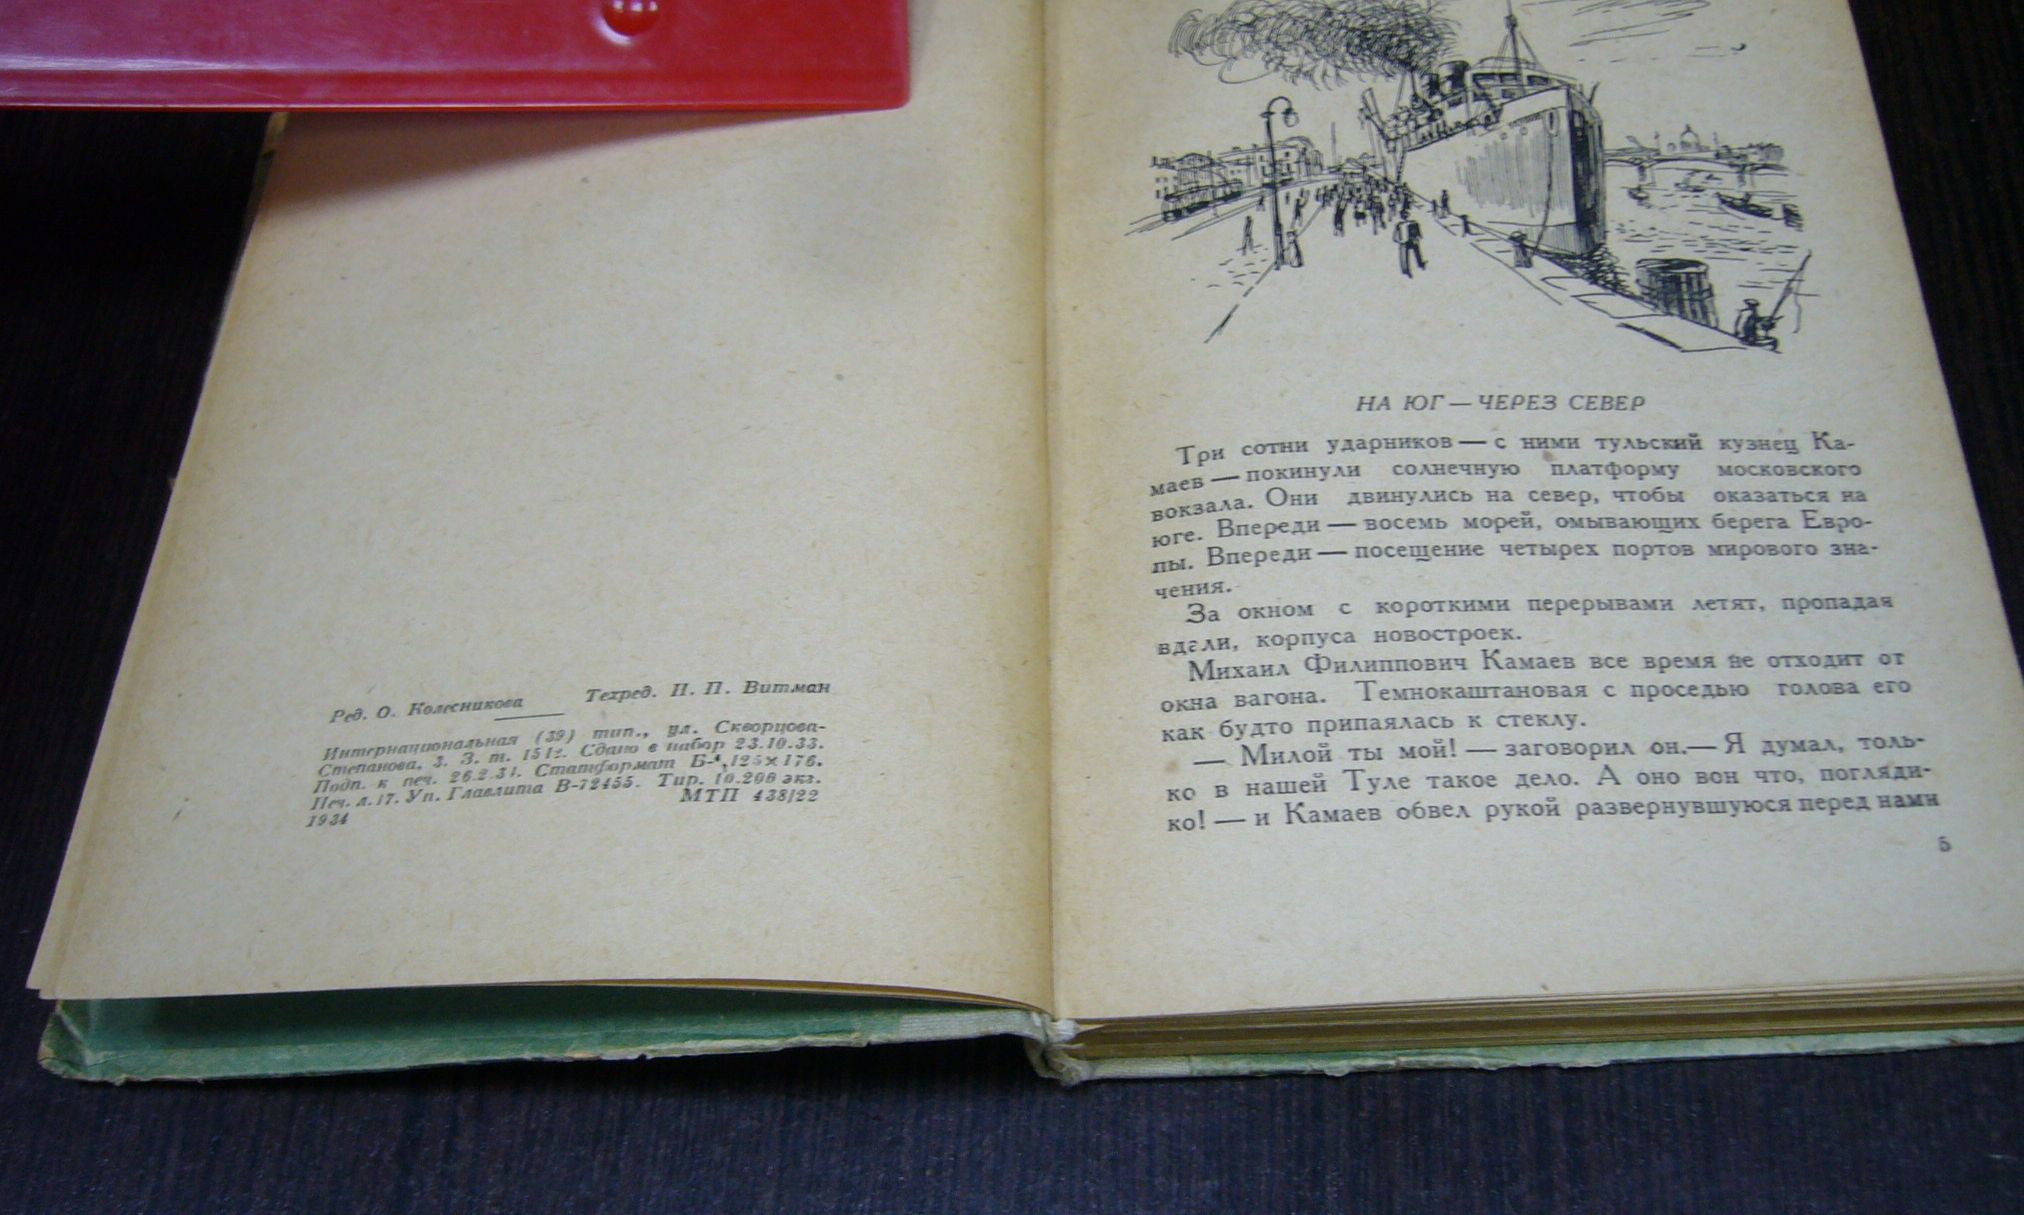 Ред. О. Колесникова Техред. П. П. Витман
Интернациональная (39) тип., ул. Скворцова-
Степанова, 3. З. т. Сдано в набор 23.10.33.
Подп. к печ. 26.2.34. Статформат 125×176.
Печ. л. 17. Уп. Главлита В-72455. Тир. 10.200 экз.
1934 МТП 438/22
НА ЮГ — ЧЕРЕЗ СЕВЕР
Три сотни ударников — с ними тульский кузнец Ка-
маев — покинули солнечную платформу московского
вокзала. Они двинулись на север, чтобы оказаться на
юге. Впереди — восемь морей, омывающих берега Евро-
пы. Впереди — посещение четырех портов мирового зна-
чения.
За окном с короткими перерывами летят, пропадая
вдали, корпуса новостроек.
Михаил Филиппович Камаев все время не отходит от
окна вагона. Темнокаштановая с проседью голова его
как будто припаялась к стеклу.
— Милой ты мой! — заговорил он.— Я думал, толь-
ко в нашей Туле такое дело. А оно вон что, погляди-
ко! — и Камаев обвел рукой развернувшуюся перед нами
5